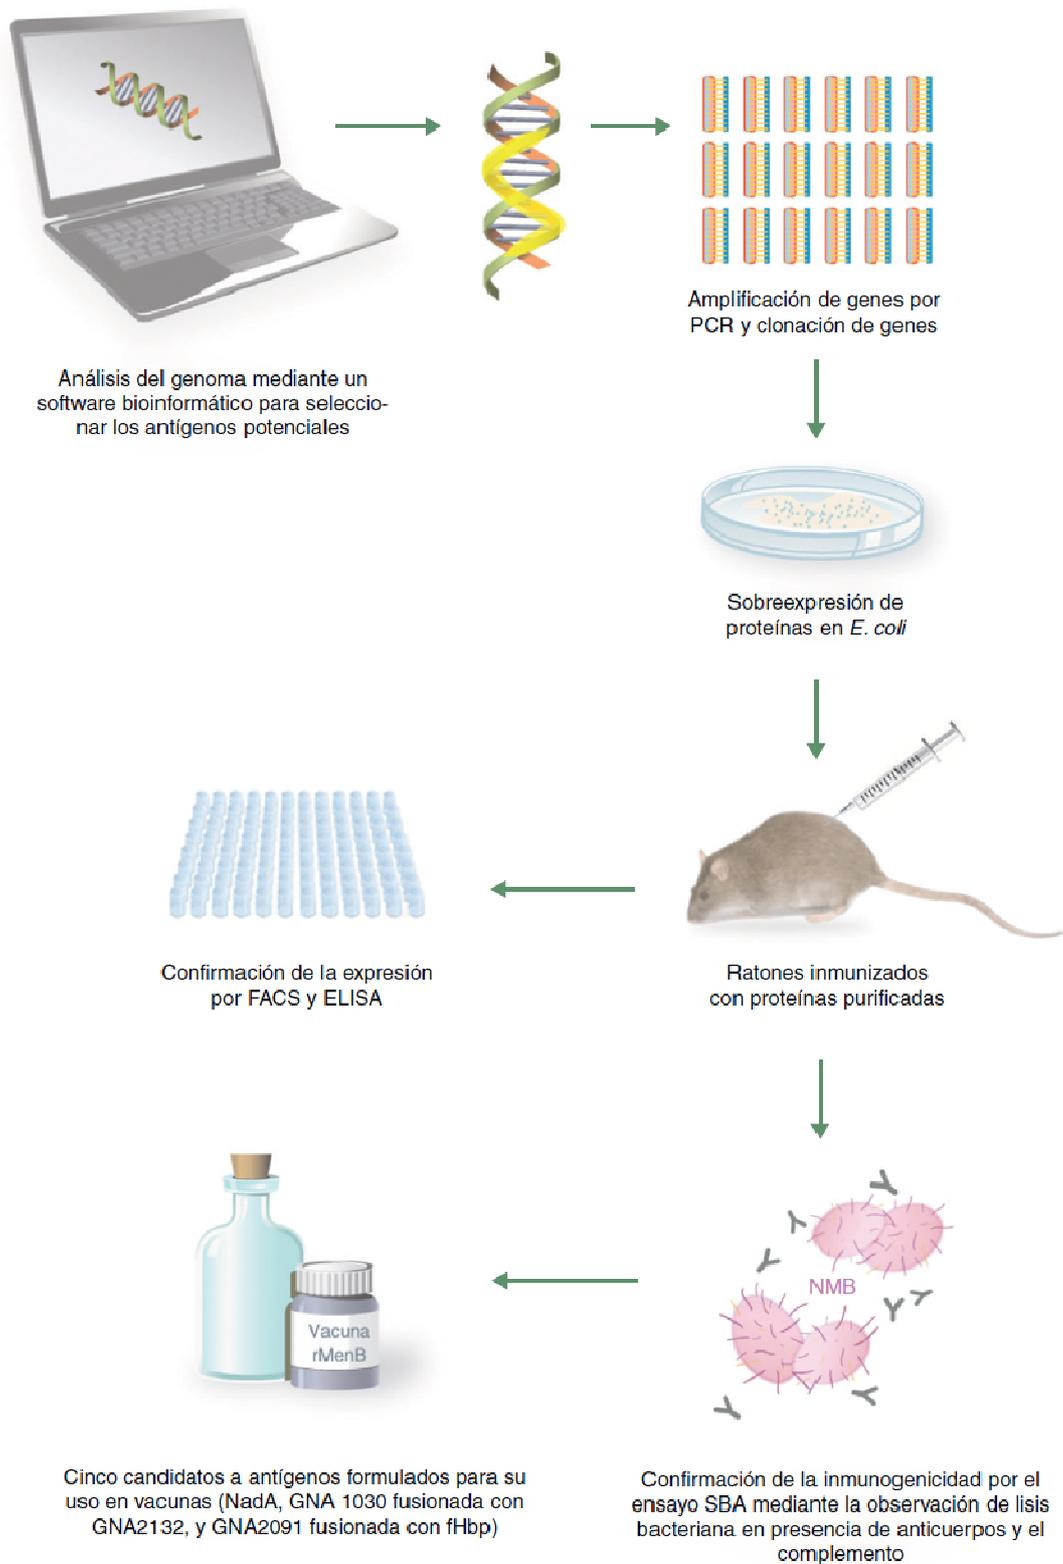 Análisis del genoma mediante un
software bioinformático para seleccio-
nar los antígenos potenciales
Amplificación de genes por
PCR y clonación de genes
Sobreexpresión de
proteínas en E. coli
Ratones inmunizados
con proteínas purificadas
Confirmación de la expresión
por FACS y ELISA
NMB
Confirmación de la inmunogenicidad por el
ensayo SBA mediante la observación de lisis
bacteriana en presencia de anticuerpos y el
complemento
Vacuna
rMenB
Cinco candidatos a antígenos formulados para su
uso en vacunas (NadA, GNA 1030 fusionada con
GNA2132, y GNA2091 fusionada con fHbp)